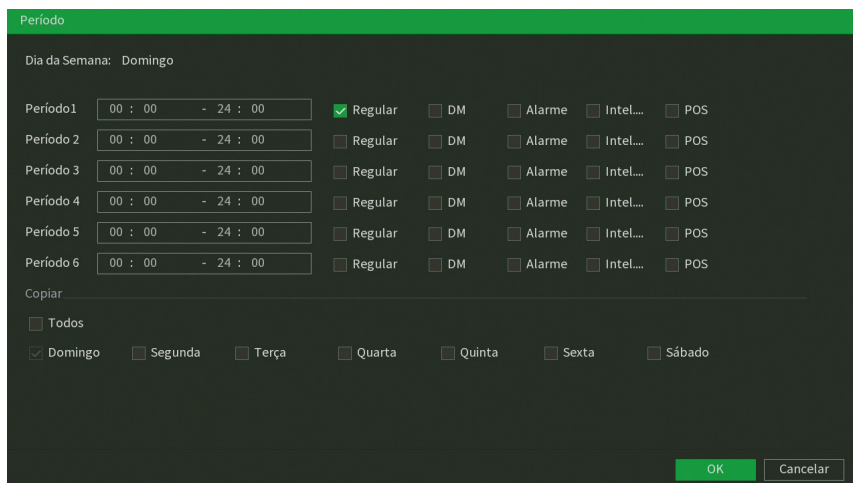 Período
Dia da Semana: Domingo
Período1 00 : 00 - 24 : 00 Regular DM Alarme Intel.... POS
Período 2 00 : 00 - 24 : 00 Regular DM Alarme Intel.... POS
Período 3 00 : 00 - 24 : 00 Regular DM Alarme Intel.... POS
Período 4 00 : 00 - 24 : 00 Regular DM Alarme Intel.... POS
Período 5 00 : 00 - 24 : 00 Regular DM Alarme Intel.... POS
Período 6 00 : 00 - 24 : 00 Regular DM Alarme Intel.... POS
Copiar
Todos
Domingo Segunda Terça Quarta Quinta Sexta Sábado
OK Cancelar